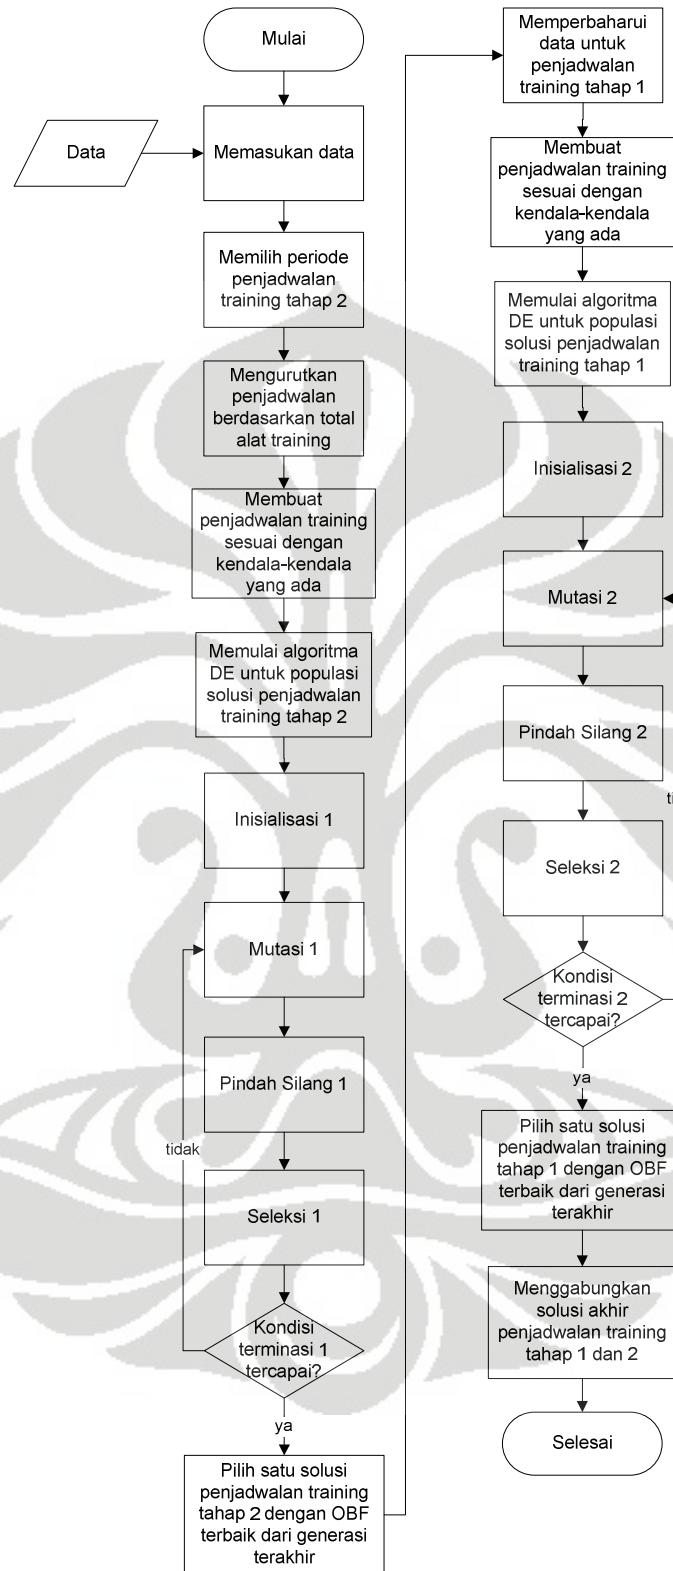 Mulai
Data
Memasukan data
Memilih periode
penjadwalan
training tahap 2
Mengurutkan
penjadwalan
berdasarkan total
alat training
Membuat
penjadwalan training
sesuai dengan
kendala-kendala
yang ada
Memulai algoritma
DE untuk populasi
solusi penjadwalan
training tahap 2
Inisialisasi 1
Mutasi 1
Pindah Silang 1
tidak
Seleksi 1
Kondisi
terminasi 1
tercapai?
ya
Pilih satu solusi
penjadwalan training
tahap 2 dengan OBF
terbaik dari generasi
terakhir
Memperbaharui
data untuk
penjadwalan
training tahap 1
Membuat
penjadwalan training
sesuai dengan
kendala-kendala
yang ada
Memulai algoritma
DE untuk populasi
solusi penjadwalan
training tahap 1
Inisialisasi 2
Mutasi 2
Pindah Silang 2
Seleksi 2
Kondisi
terminasi 2
tercapai?
ya
Pilih satu solusi
penjadwalan training
tahap 1 dengan OBF
terbaik dari generasi
terakhir
Menggabungkan
solusi akhir
penjadwalan training
tahap 1 dan 2
Selesai